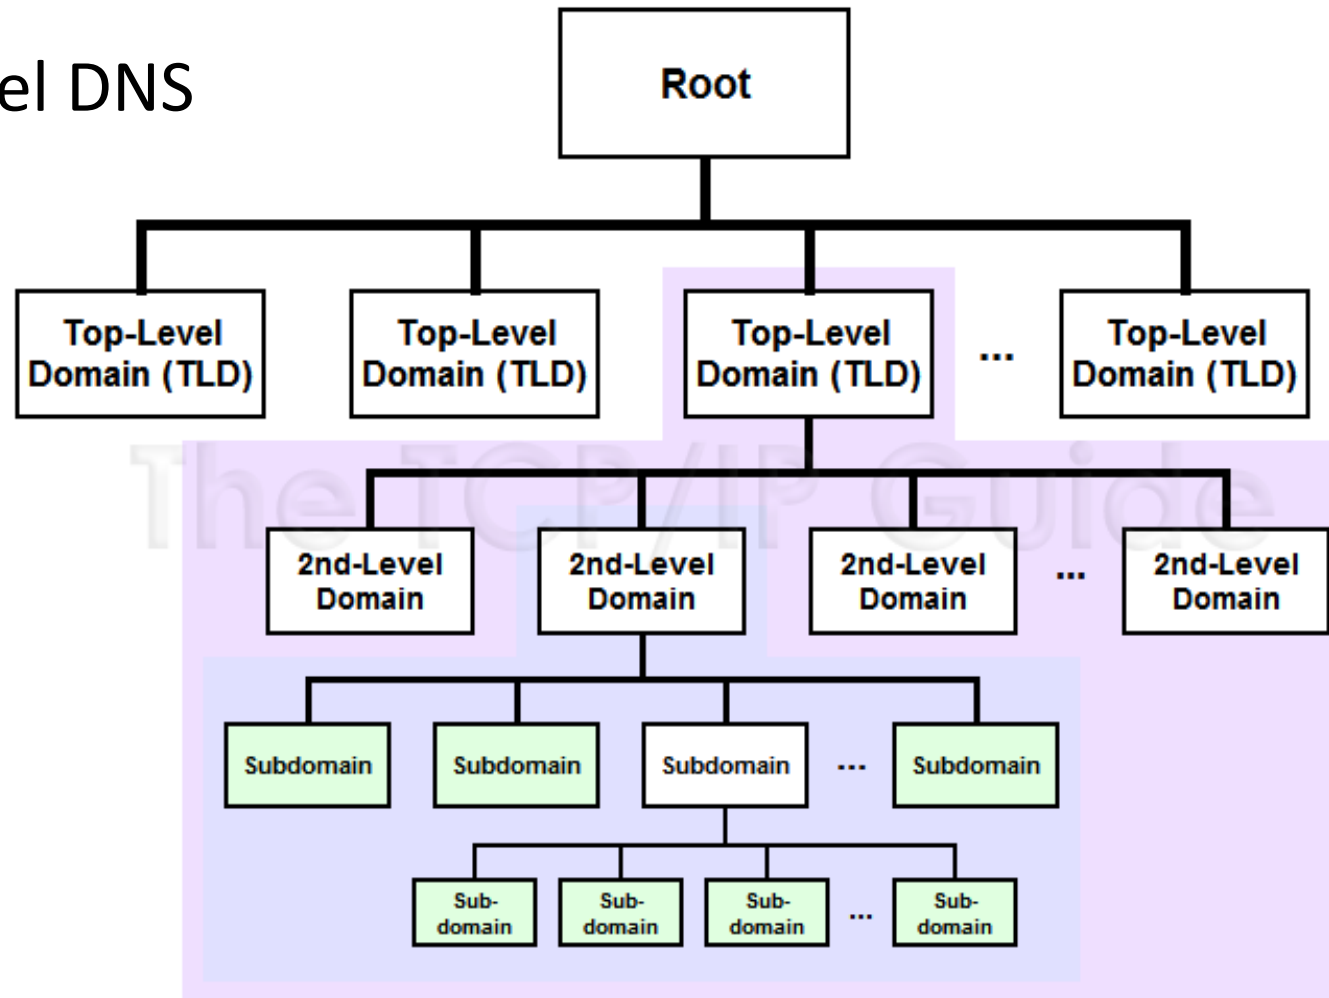 el DNS
Root
Top-Level
Domain (TLD)
Top-Level
Domain (TLD)
Top-Level
Domain (TLD)
...
Top-Level
Domain (TLD)
The TCP/IP Guide
2nd-Level
Domain
2nd-Level
Domain
2nd-Level
Domain
...
2nd-Level
Domain
Subdomain
Subdomain
Subdomain
...
Subdomain
Sub-
domain
Sub-
domain
Sub-
domain
...
Sub-
domain